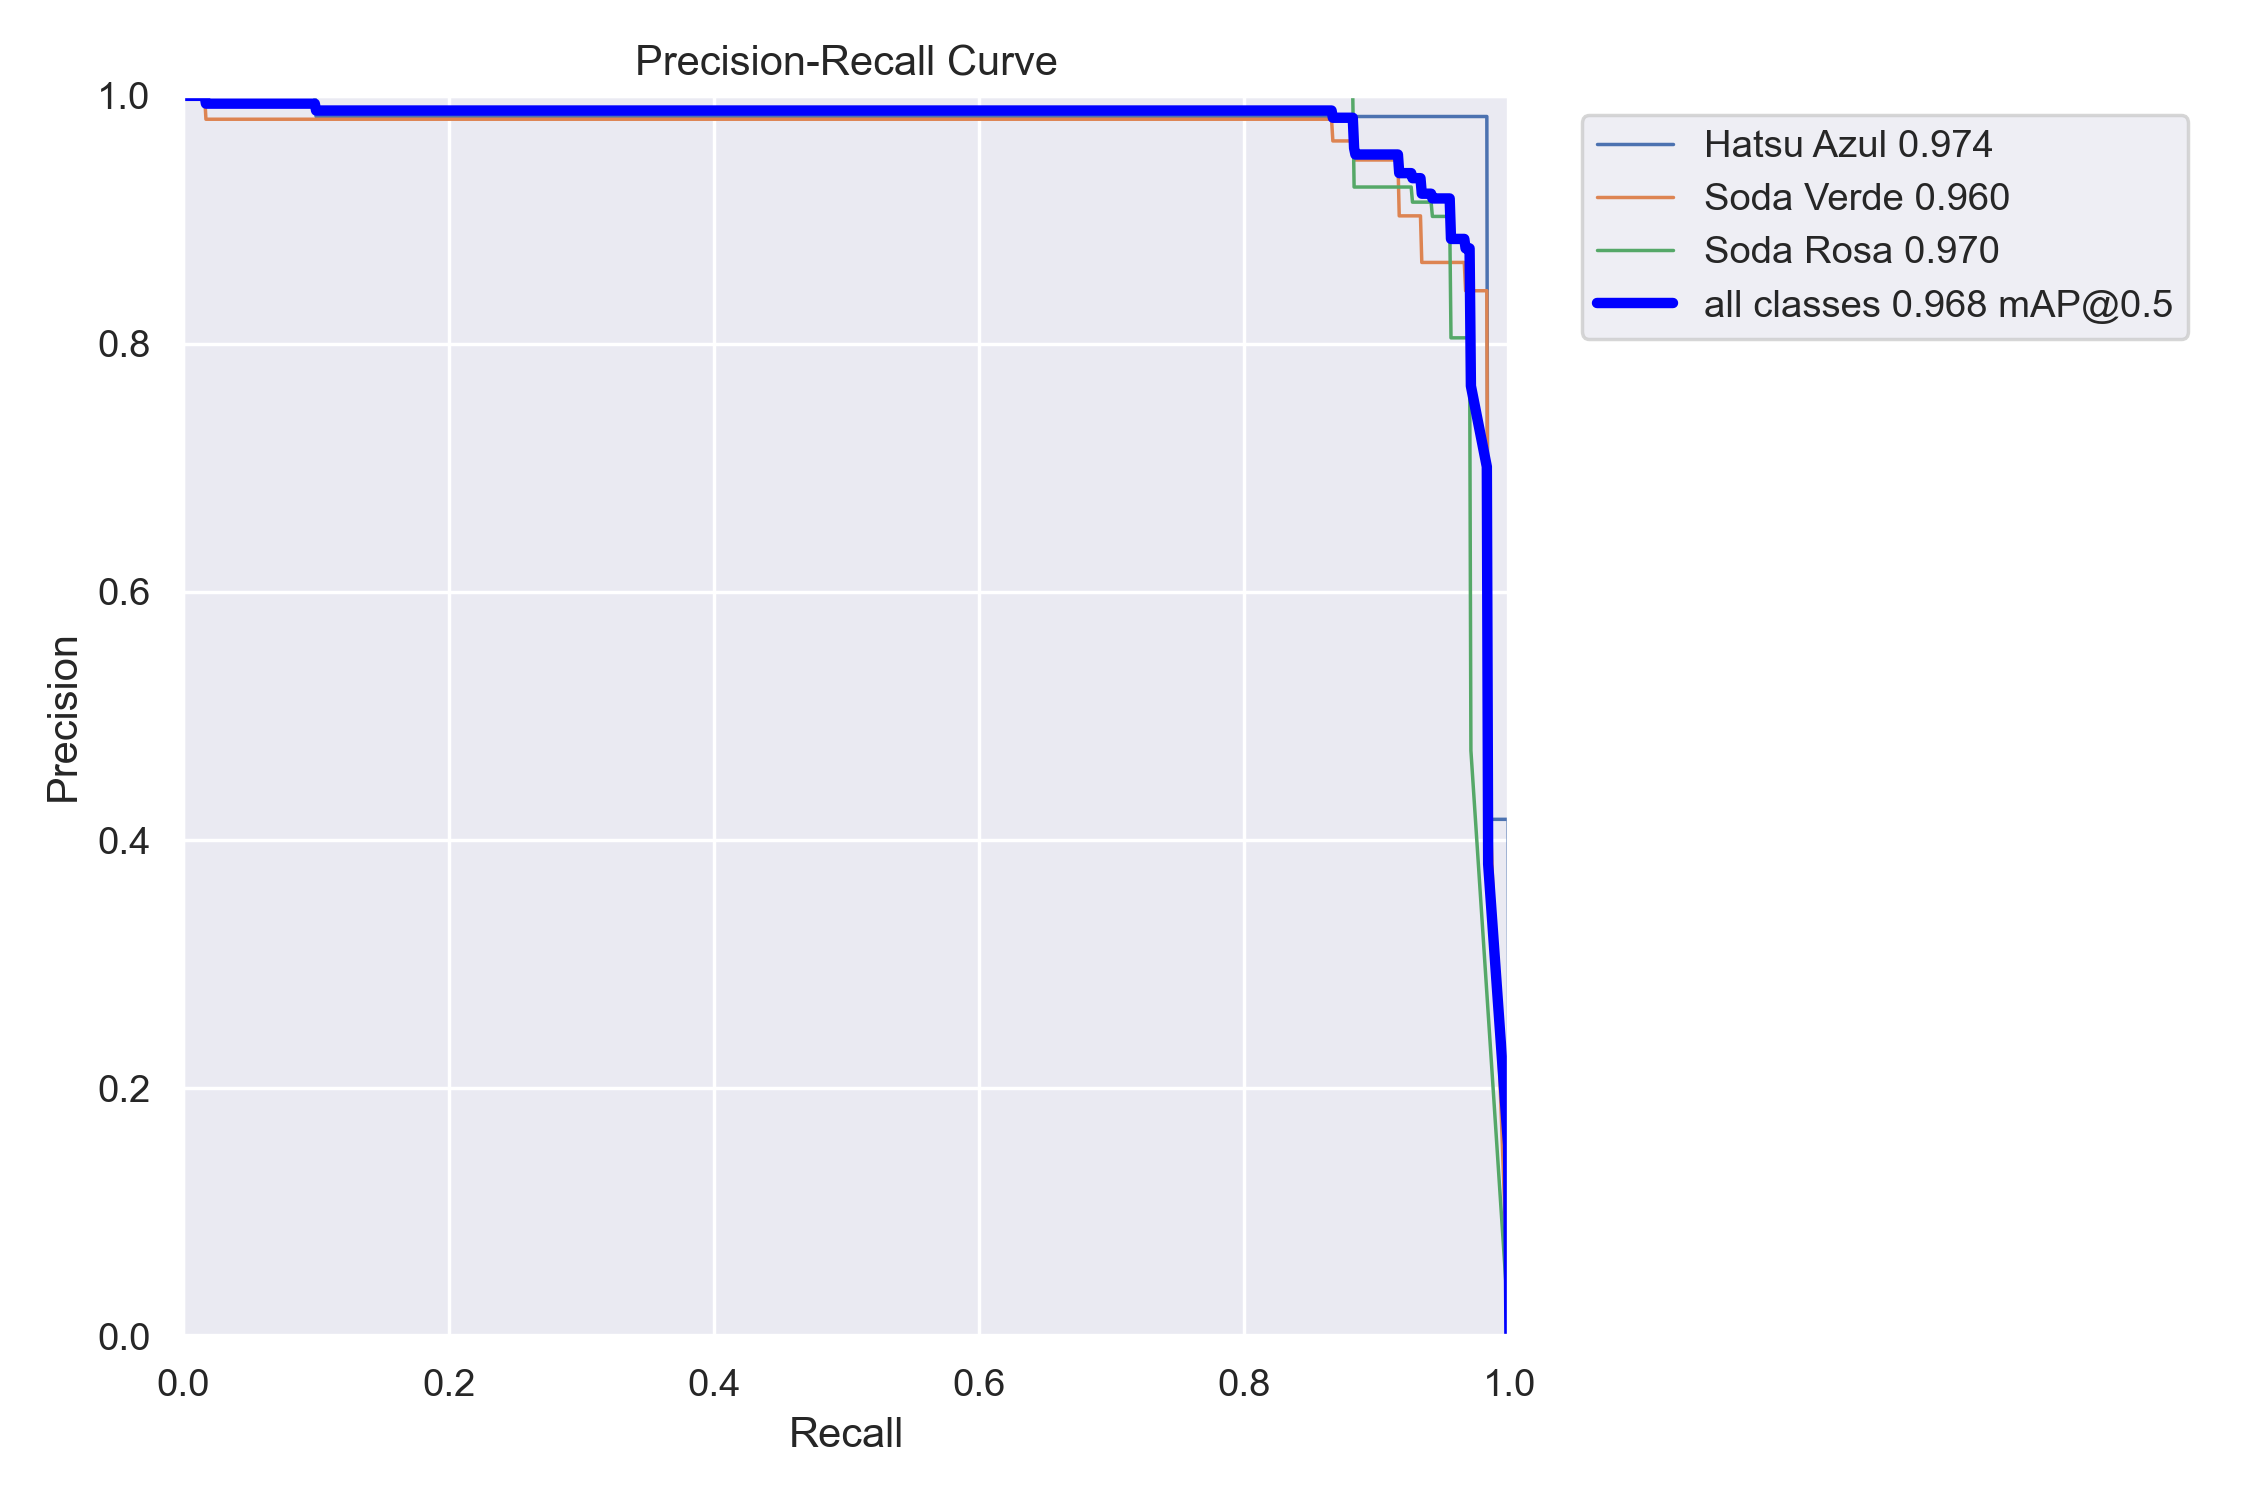 Precision-Recall Curve
Hatsu Azul 0.974
Soda Verde 0.960
Soda Rosa 0.970
all classes 0.968 mAP@0.5
Precision
1.0
0.8
0.6
0.4
0.2
0.0
0.0 0.2 0.4 0.6 0.8 1.0
Recall